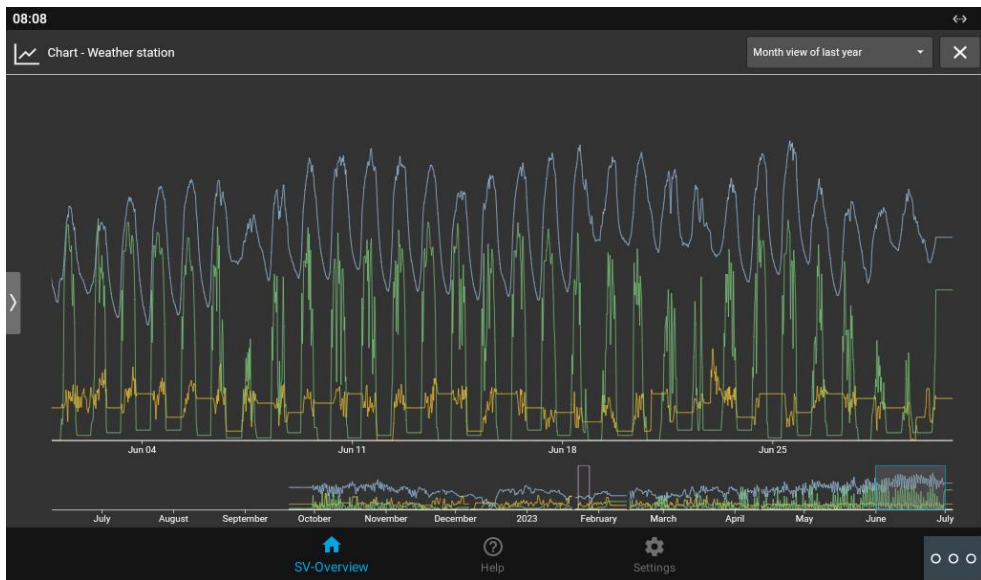 08:08
Chart - Weather station
Month view of last year
Jun 04 Jun 11 Jun 18 Jun 25
July August September October November December 2023 February March April May June July
SV-Overview Help Settings